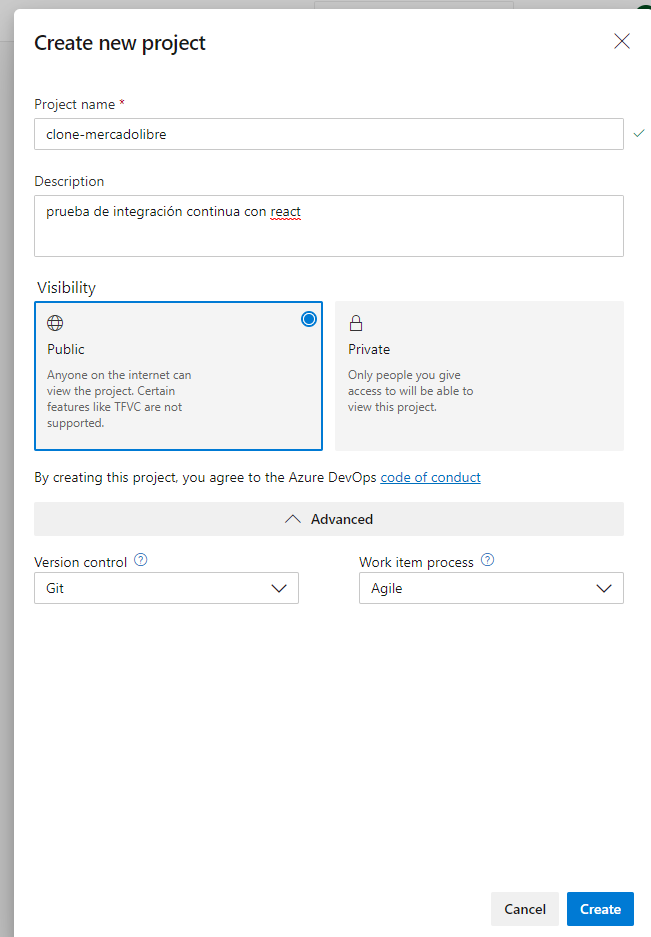 Create new project
Project name *
clone-mercadolibre
Description
prueba de integración continua con react
Visibility
Public
Anyone on the internet can
view the project. Certain
features like TFVC are not
supported.
Private
Only people you give
access to will be able to
view this project.
By creating this project, you agree to the Azure DevOps code of conduct
Advanced
Version control ?
Git
Work item process ?
Agile
Cancel
Create